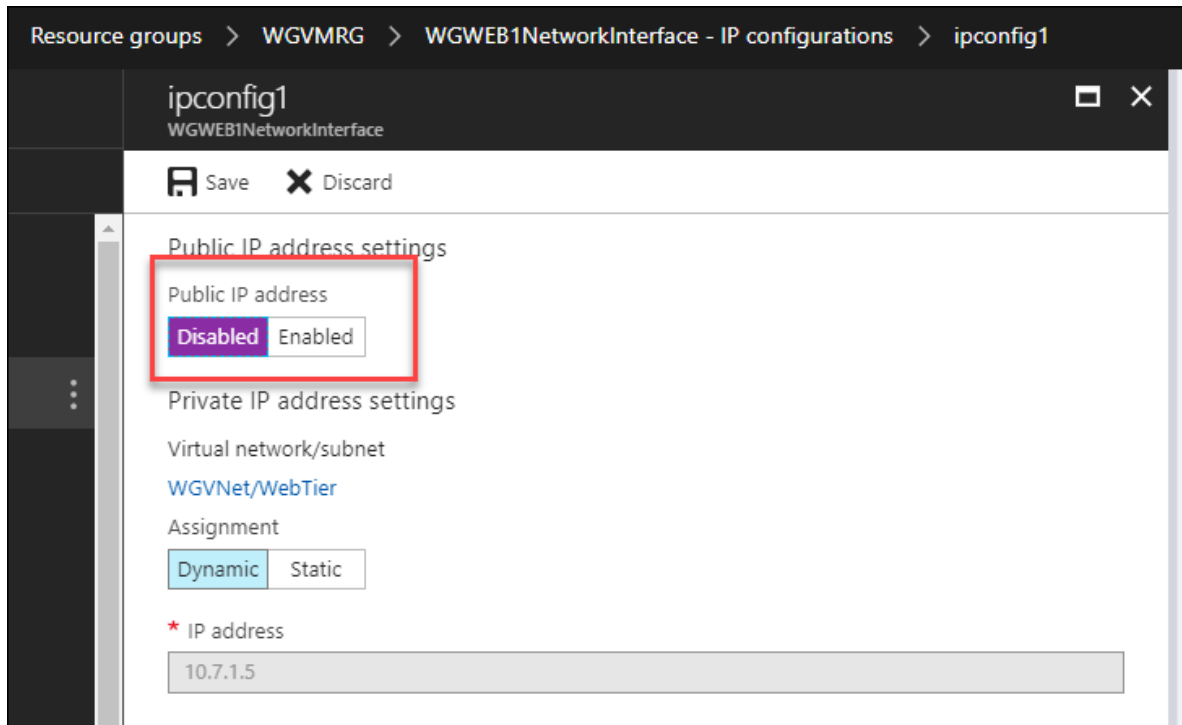 Resource groups > WGVMRG > WGWEB1NetworkInterface - IP configurations > ipconfig1
ipconfig1
WGWEB1NetworkInterface
Save Discard
Public IP address settings
Public IP address
Disabled Enabled
Private IP address settings
Virtual network/subnet
WGVNet/WebTier
Assignment
Dynamic Static
* IP address
10.7.1.5